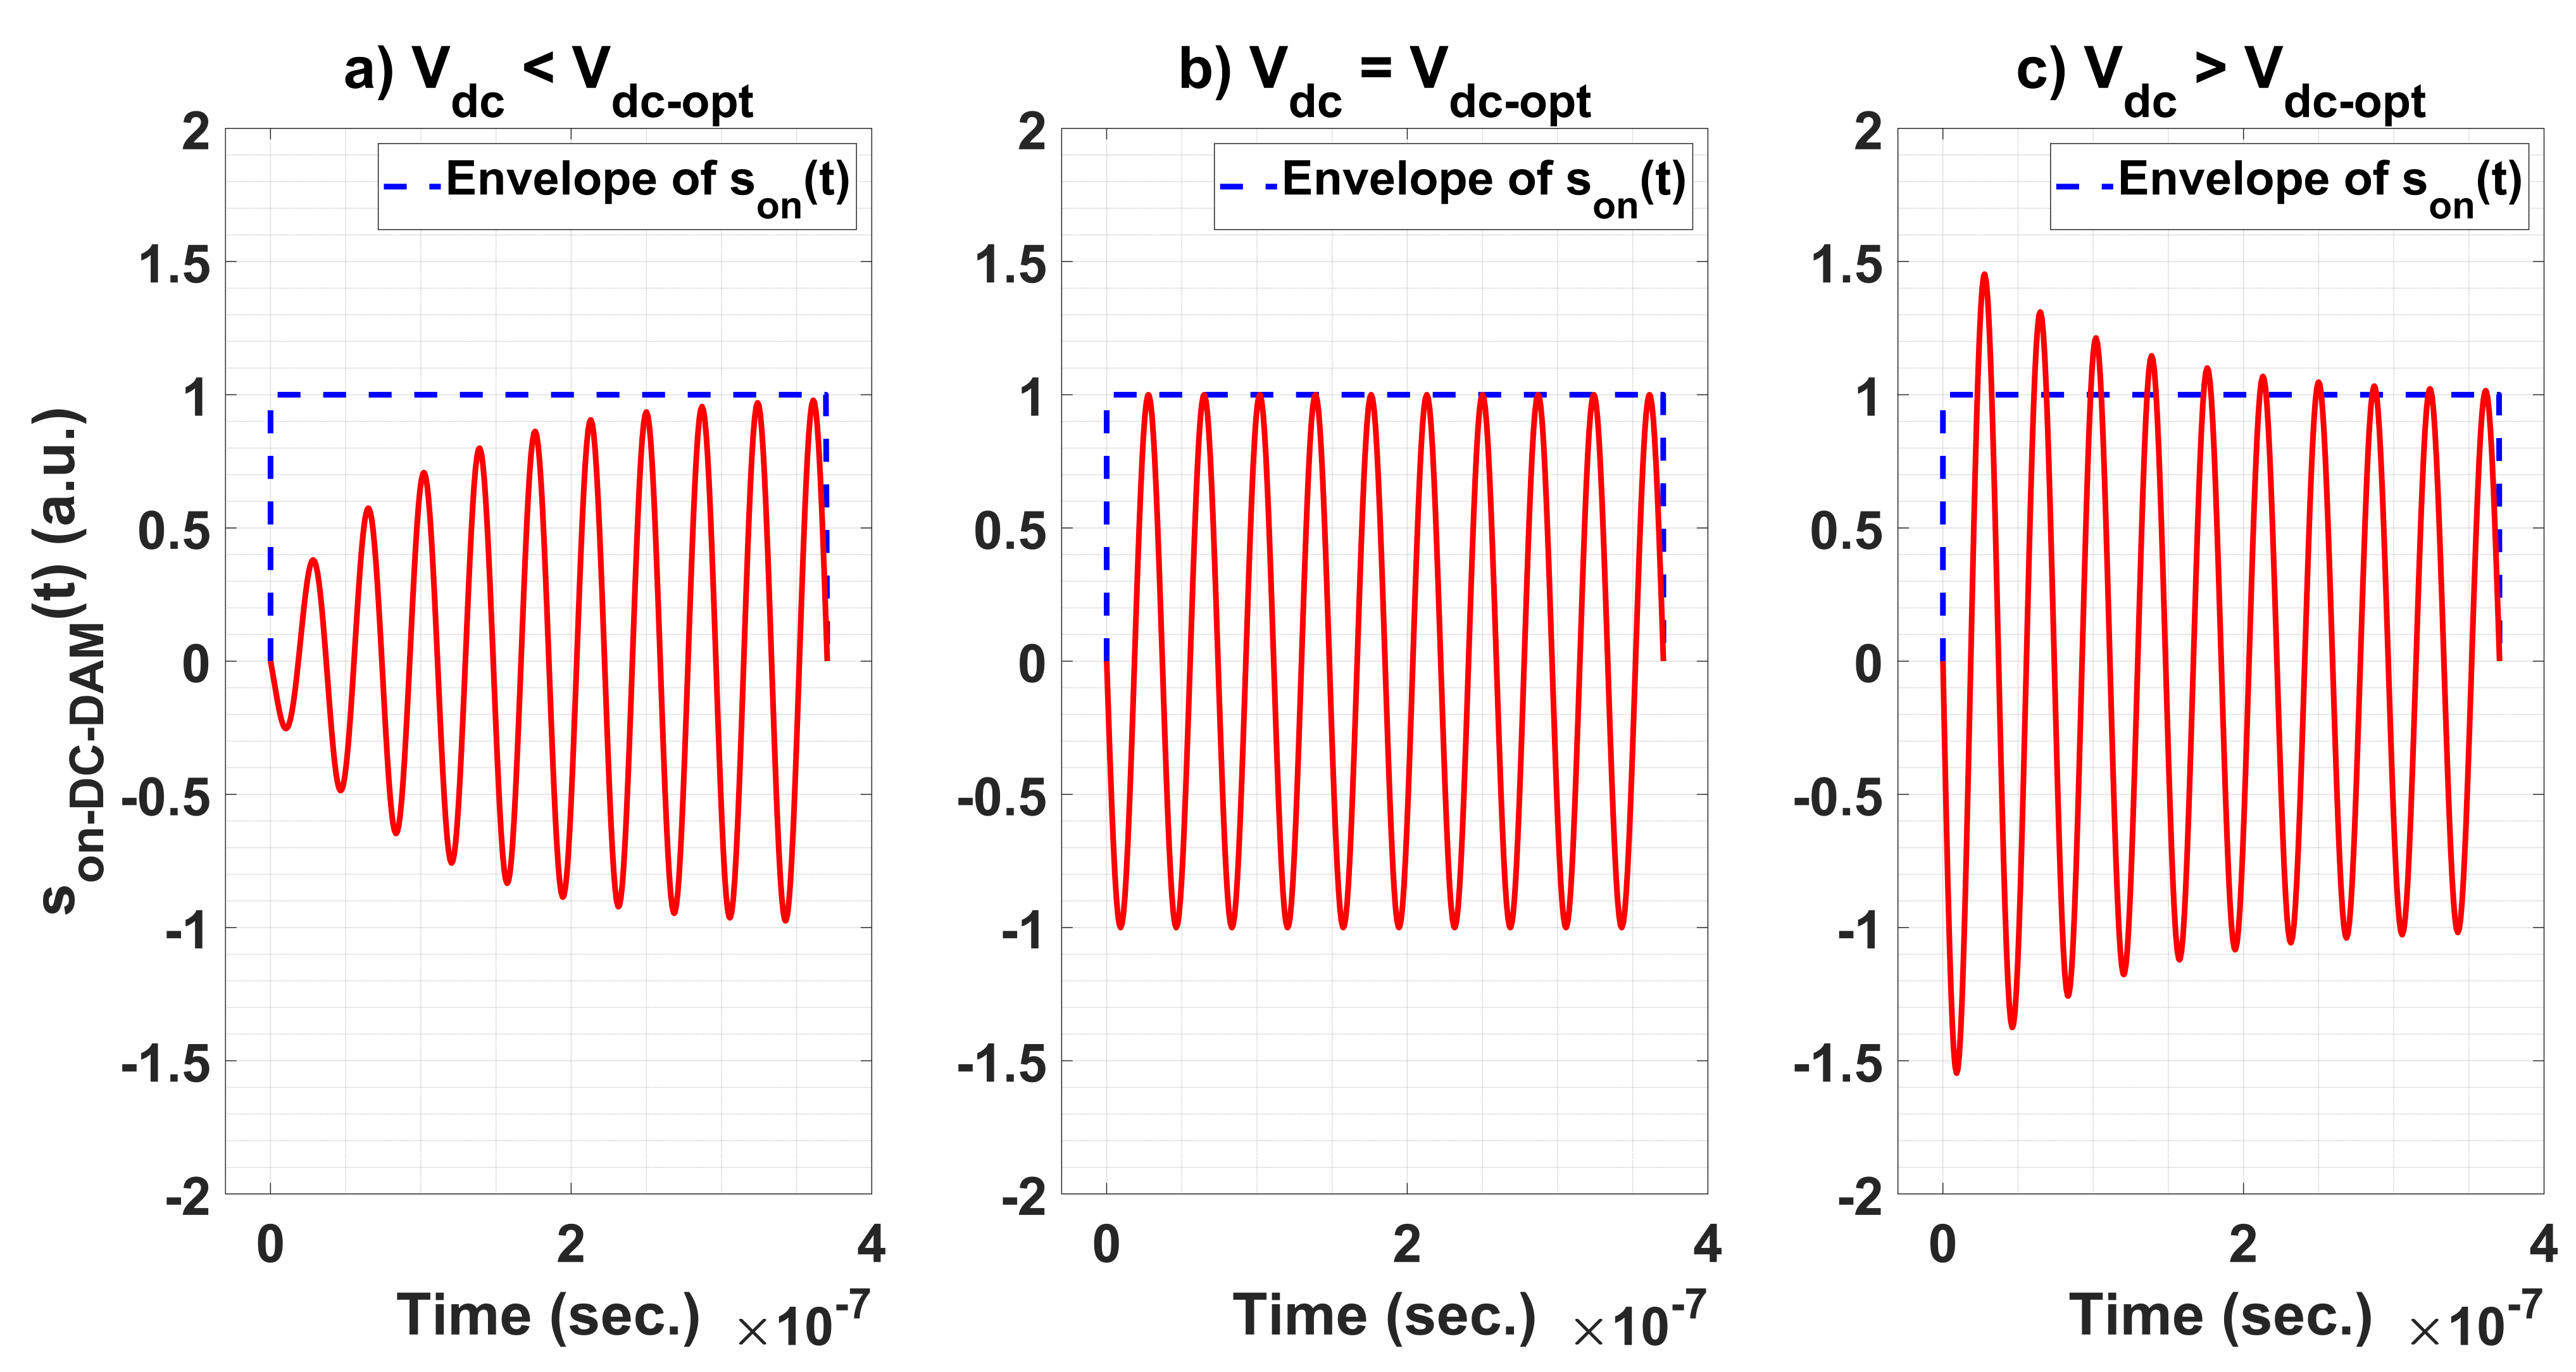 a) V_dc < V_dc-opt
b) V_dc = V_dc-opt
c) V_dc > V_dc-opt
s_on-DC-DAM(t) (a.u.)
2
1.5
1
0.5
0
-0.5
-1
-1.5
-2
Envelope of s_on(t)
0 2 4
Time (sec.) ×10^-7
2
1.5
1
0.5
0
-0.5
-1
-1.5
-2
Envelope of s_on(t)
0 2 4
Time (sec.) ×10^-7
2
1.5
1
0.5
0
-0.5
-1
-1.5
-2
Envelope of s_on(t)
0 2 4
Time (sec.) ×10^-7